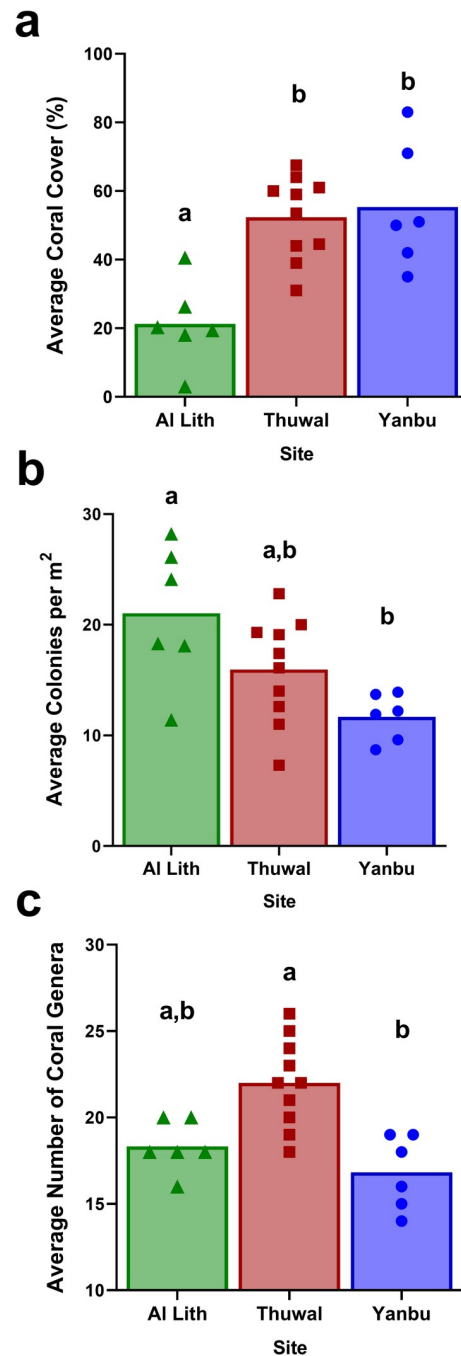 a
Average Coral Cover (%)
100
80
60
40
20
0
a
b
b
Al Lith
Thuwal
Yanbu
Site
b
Average Colonies per m²
30
20
10
0
a
a,b
b
Al Lith
Thuwal
Yanbu
Site
c
Average Number of Coral Genera
30
25
20
15
10
a,b
a
b
Al Lith
Thuwal
Yanbu
Site